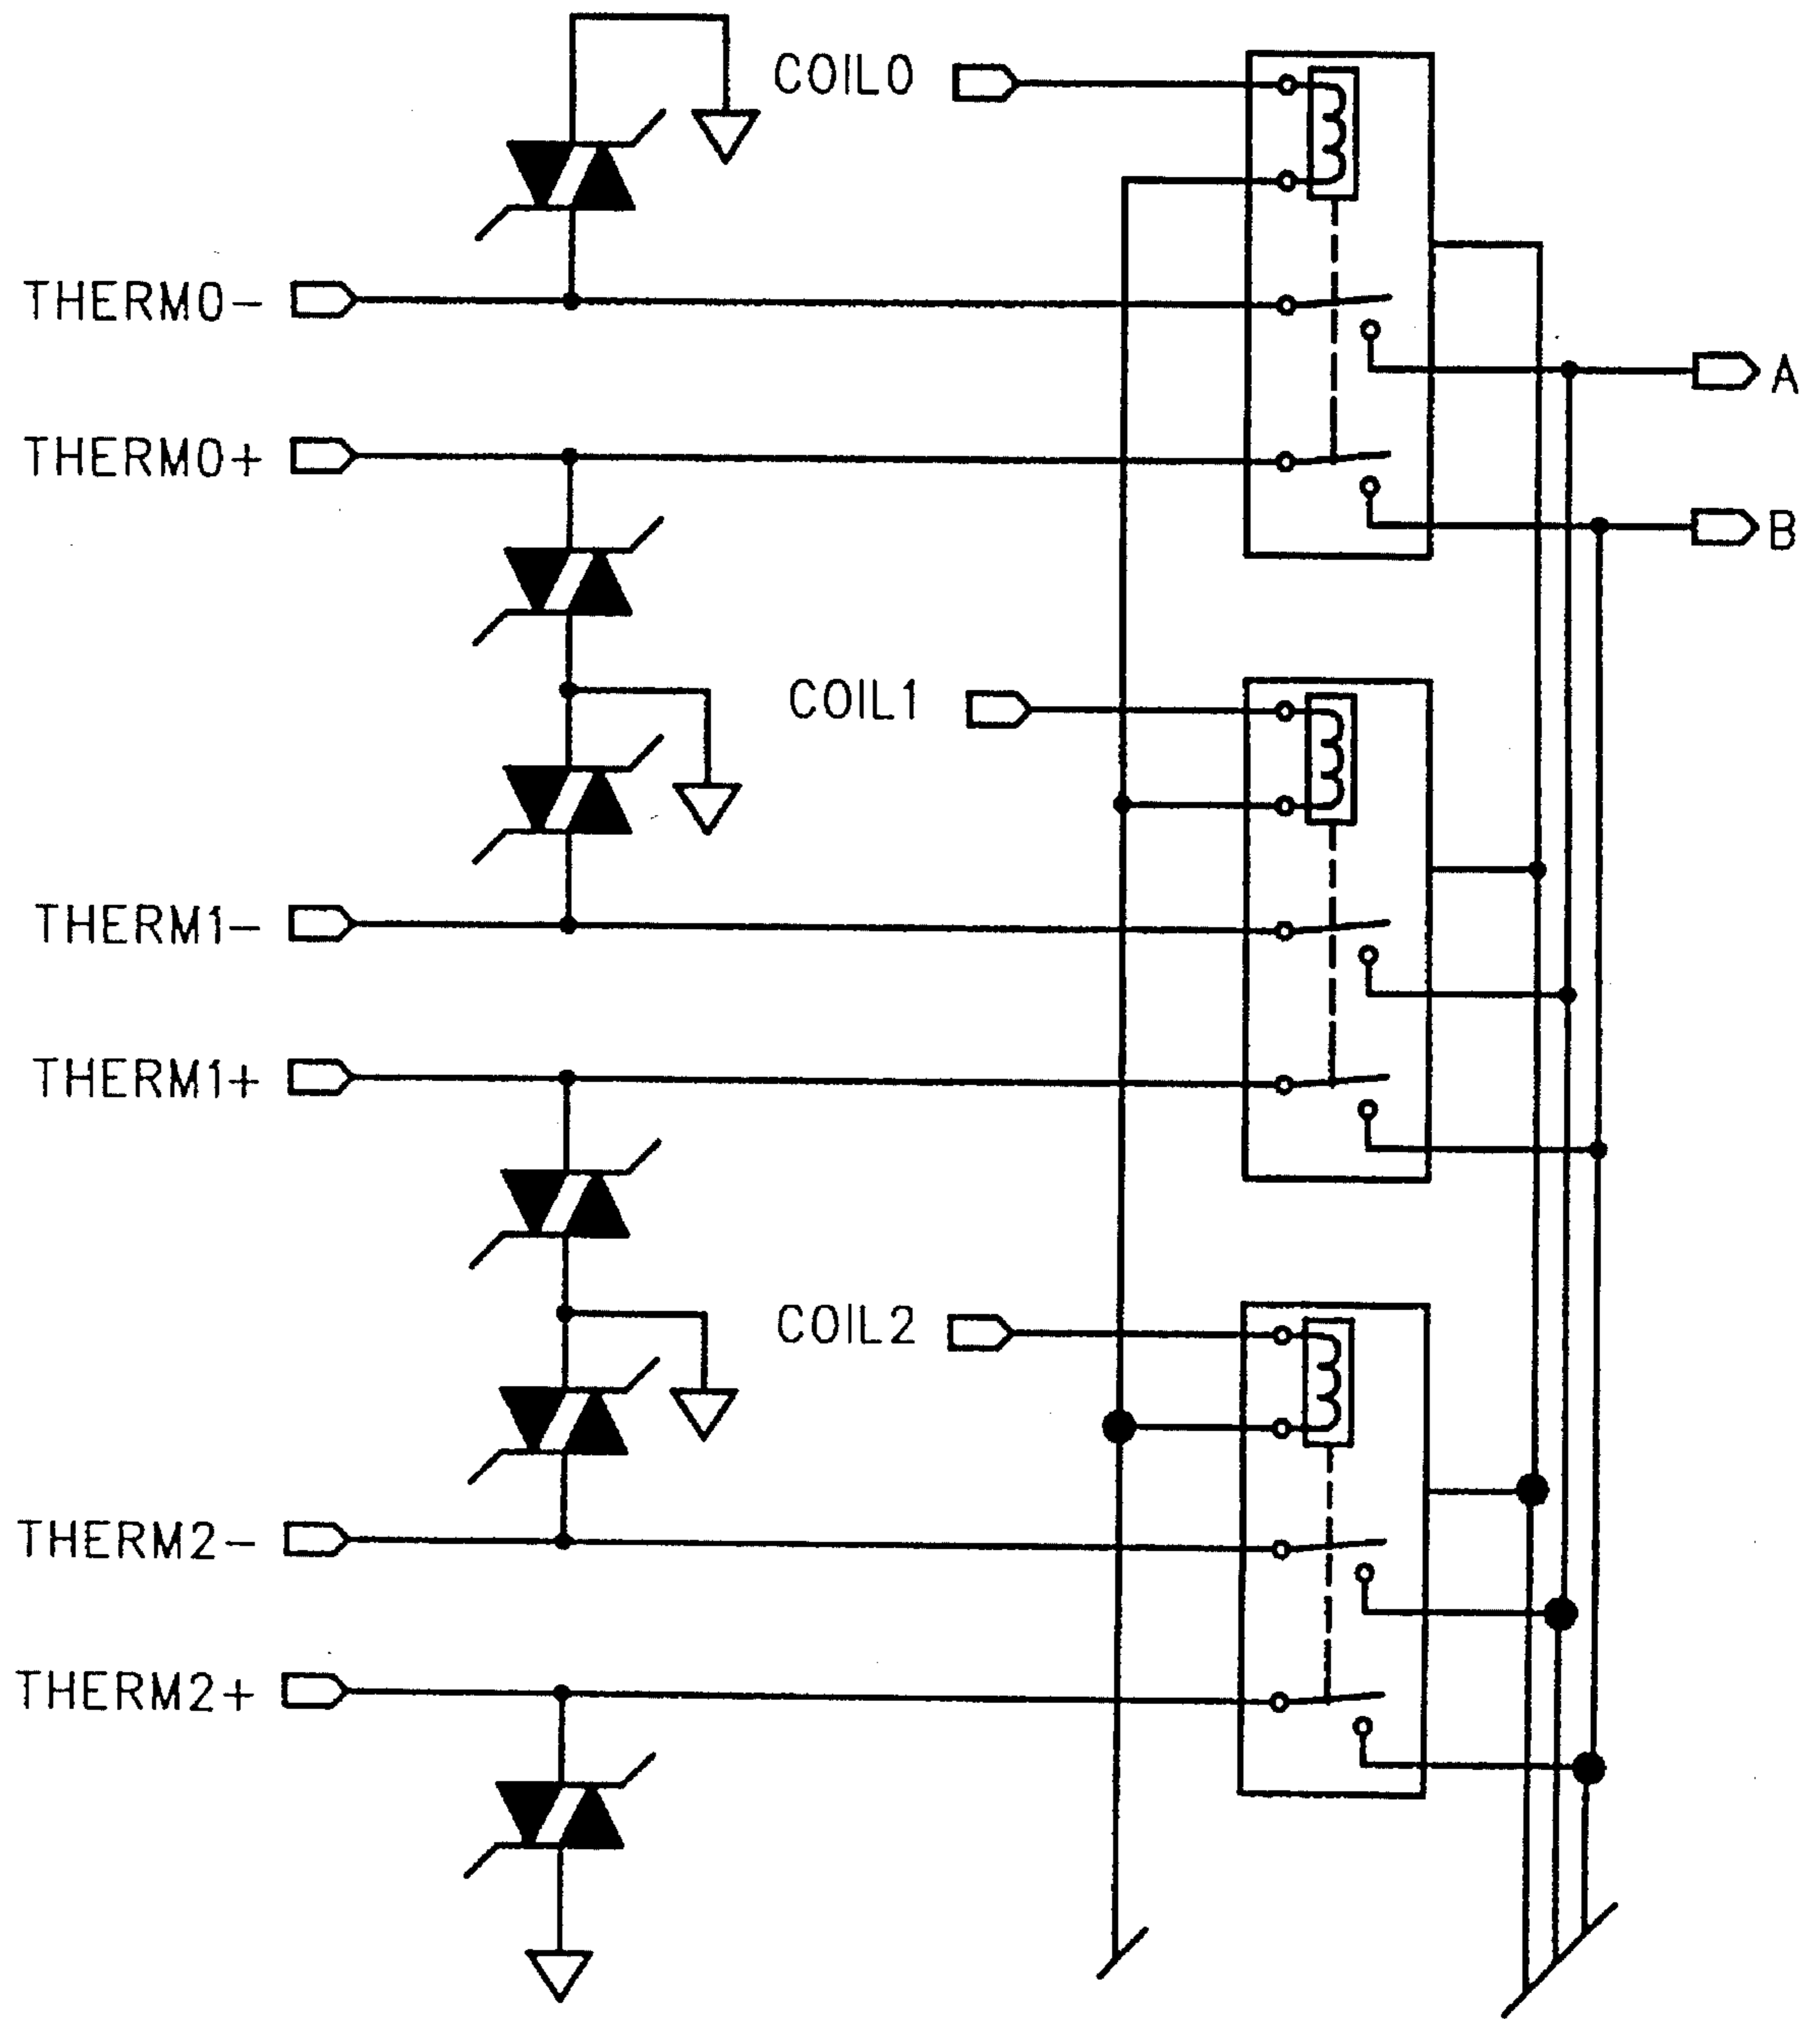 COIL0
THERM0-
A
THERM0+
B
COIL1
THERM1-
THERM1+
COIL2
THERM2-
THERM2+